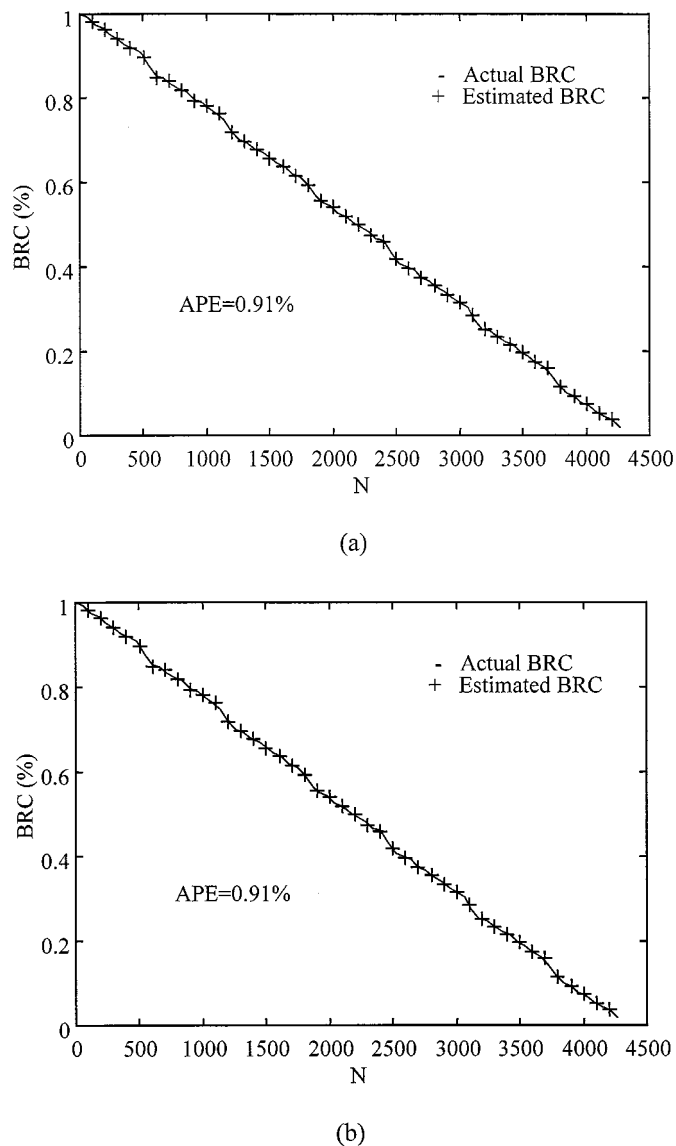 1
- Actual BRC
+ Estimated BRC
0.8
0.6
BRC (%)
0.4
APE=0.91%
0.2
0
0 500 1000 1500 2000 2500 3000 3500 4000 4500
N
(a)
1
- Actual BRC
+ Estimated BRC
0.8
0.6
BRC (%)
0.4
APE=0.91%
0.2
0
0 500 1000 1500 2000 2500 3000 3500 4000 4500
N
(b)